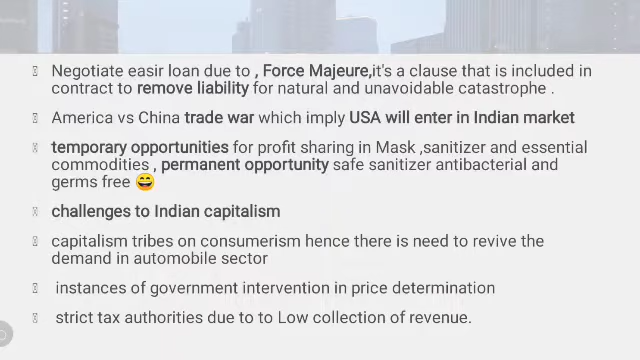 Negotiate easir loan due to , Force Majeure,it's a clause that is included in
contract to remove liability for natural and unavoidable catastrophe .
America vs China trade war which imply USA will enter in Indian market
temporary opportunities for profit sharing in Mask ,sanitizer and essential
commodities , permanent opportunity safe sanitizer antibacterial and
germs free 😄
challenges to Indian capitalism
capitalism tribes on consumerism hence there is need to revive the
demand in automobile sector
instances of government intervention in price determination
strict tax authorities due to to Low collection of revenue.